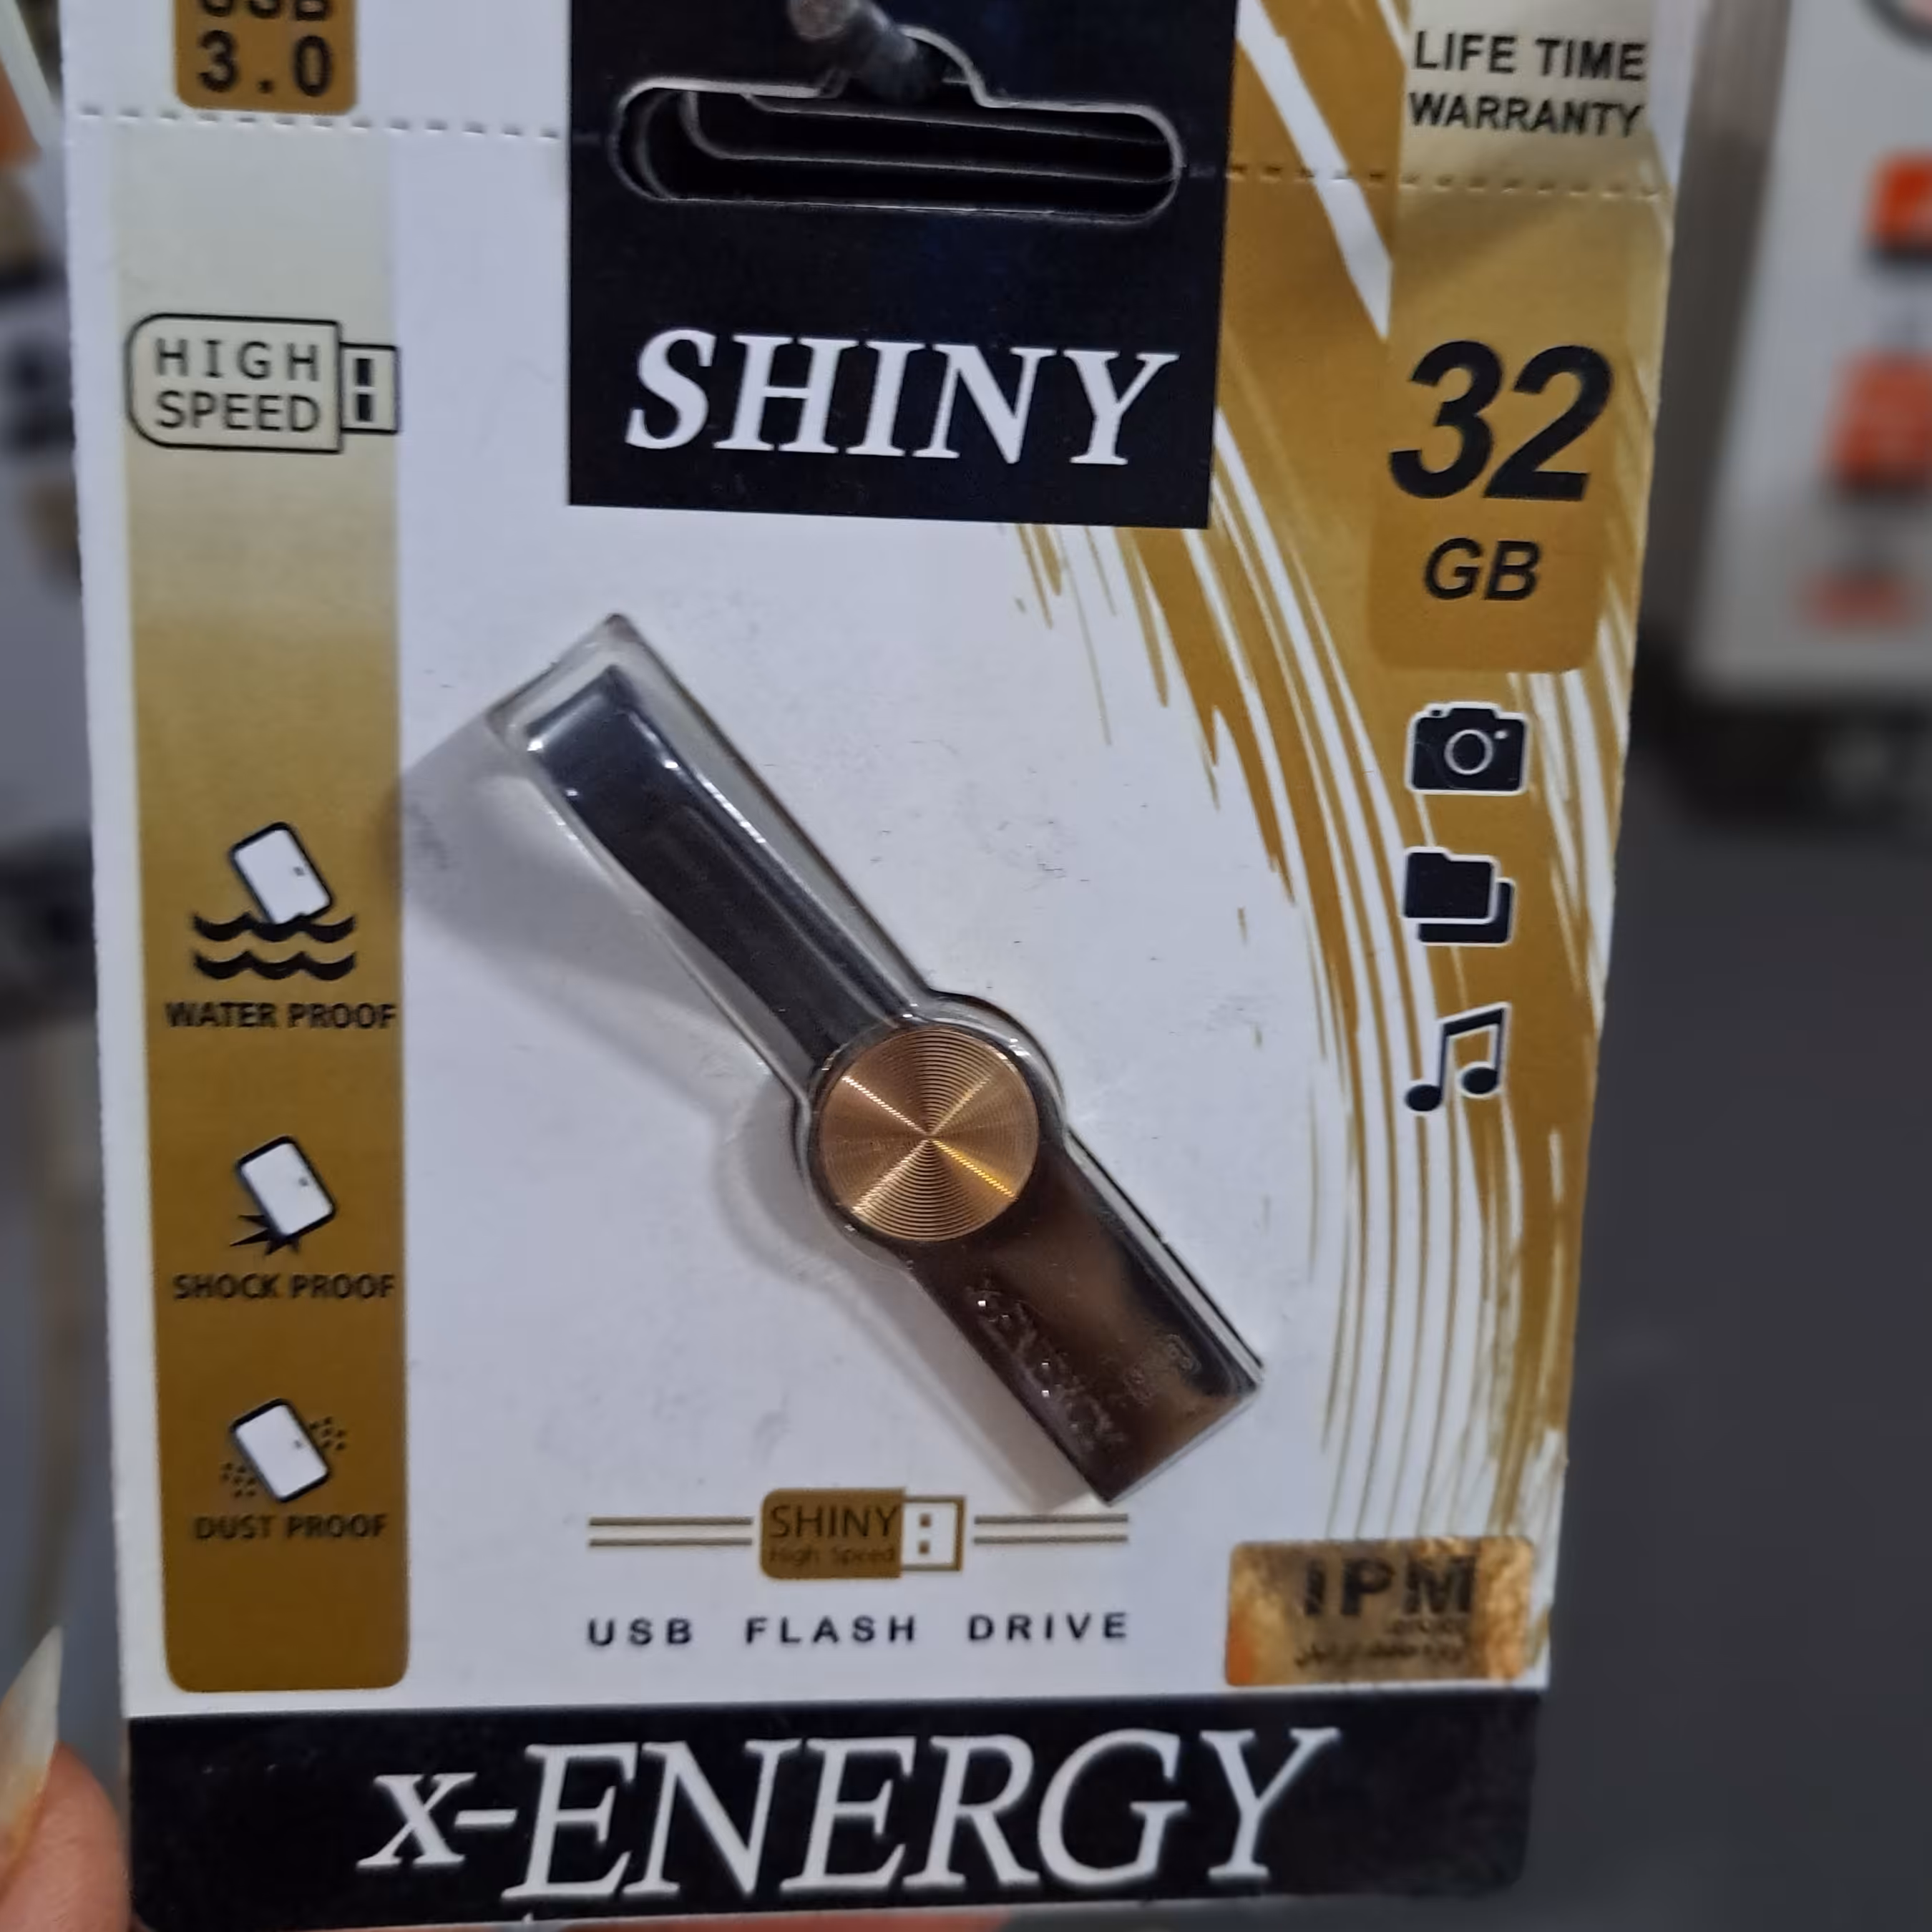 USB
3.0
LIFE TIME
WARRANTY
SHINY
HIGH
SPEED
32
GB
WATER PROOF
SHOCK PROOF
DUST PROOF
SHINY
High Speed
USB FLASH DRIVE
IPM
x-ENERGY